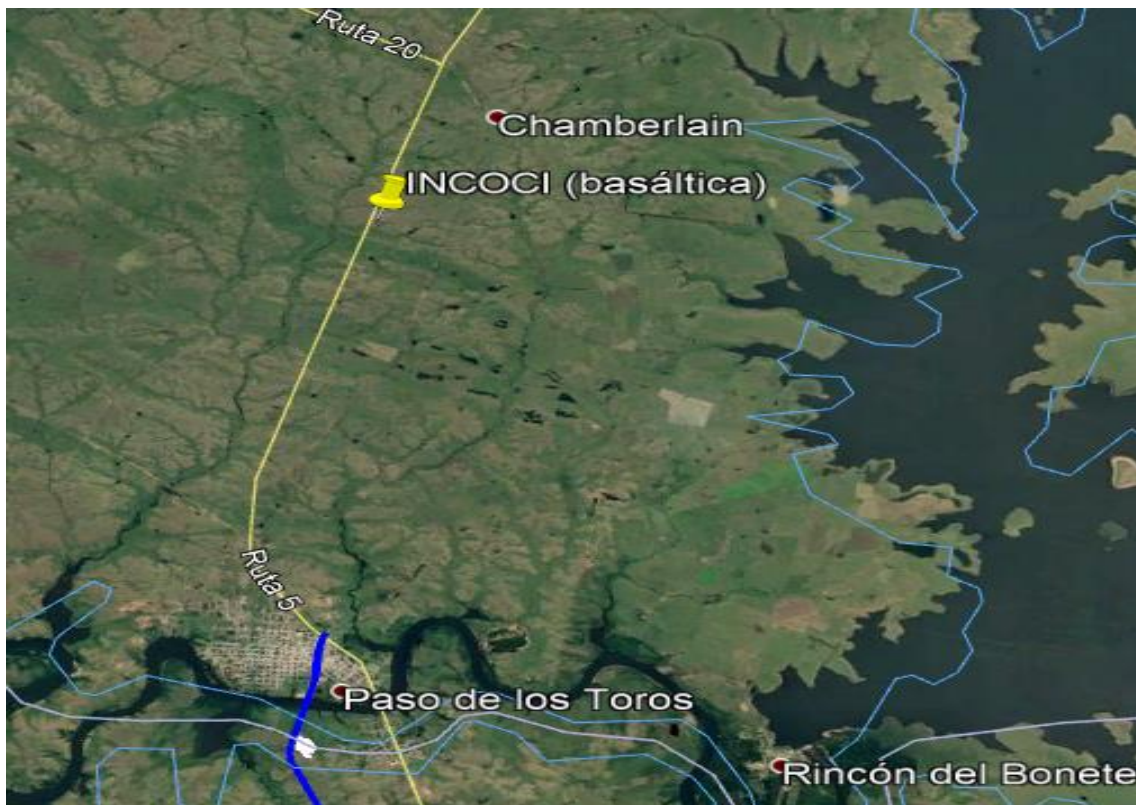 Ruta 20
Chamberlain
INCOCI (basáltica)
Ruta 5
Paso de los Toros
Rincón del Bonete